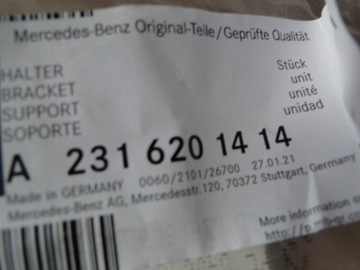 Mercedes-Benz Original-Teile/Geprüfte Qualität
HALTER
BRACKET
SUPPORT
SOPORTE
Stück
unit
unité
unidad
A 231 620 14 14
Made in GERMANY 0060/2101/26700 27.01.21
Mercedes-Benz AG, Mercedesstr.120, 70372 Stuttgart, Germany
More information
http://